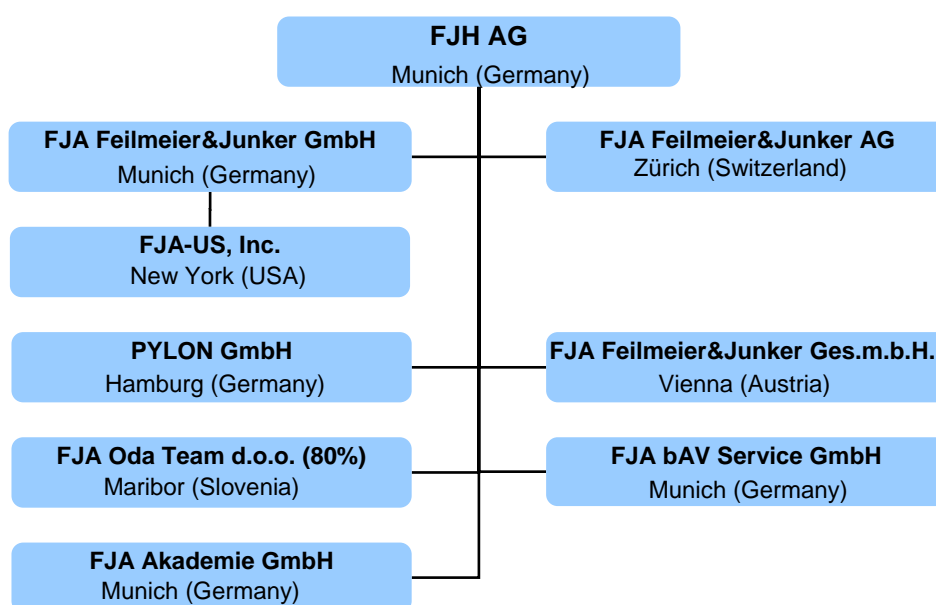 FJH AG
Munich (Germany)
FJA Feilmeier&Junker GmbH
Munich (Germany)
FJA Feilmeier&Junker AG
Zürich (Switzerland)
FJA-US, Inc.
New York (USA)
PYLON GmbH
Hamburg (Germany)
FJA Feilmeier&Junker Ges.m.b.H.
Vienna (Austria)
FJA Oda Team d.o.o. (80%)
Maribor (Slovenia)
FJA bAV Service GmbH
Munich (Germany)
FJA Akademie GmbH
Munich (Germany)